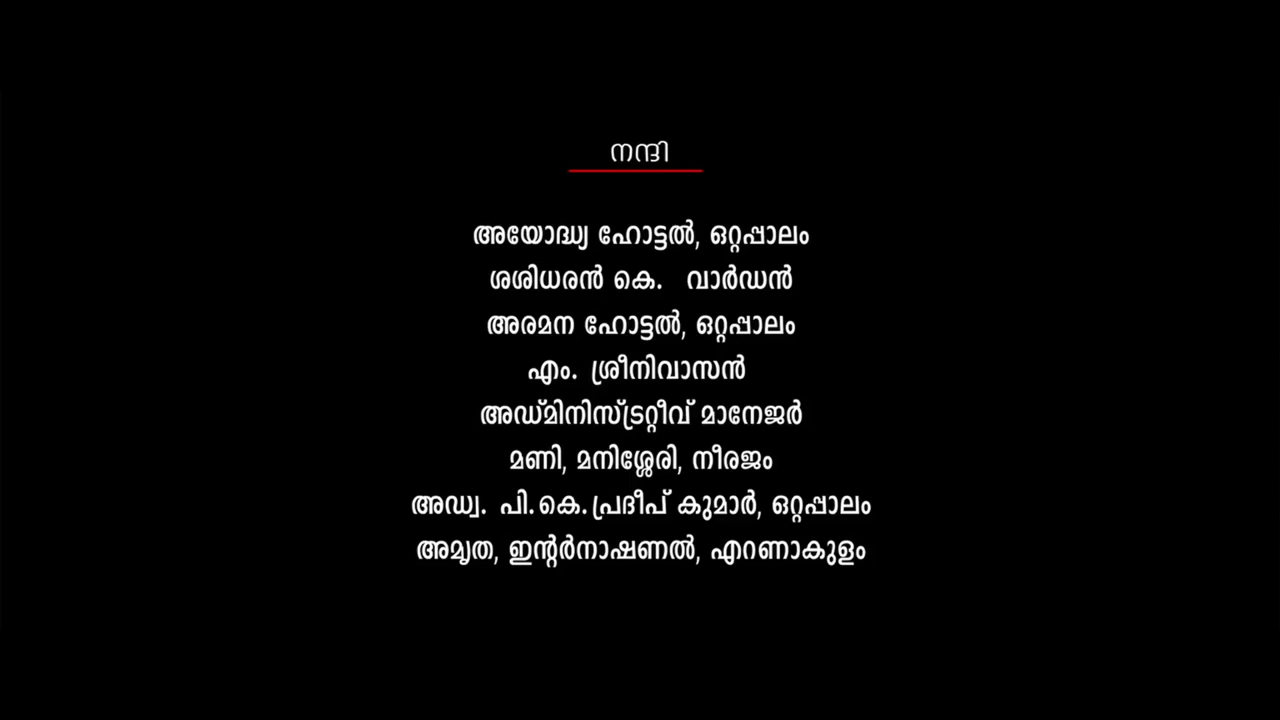 നന്ദി
അയോദ്ധ്യ ഹോട്ടൽ, ഒറ്റപ്പാലം
ശശിധരൻ കെ. വാർഡൻ
അരമന ഹോട്ടൽ, ഒറ്റപ്പാലം
എം. ശ്രീനിവാസൻ
അഡ്മിനിസ്ട്രറ്റീവ് മാനേജർ
മണി, മനിശ്ശേരി, നീരജം
അഡ്വ. പി.കെ.പ്രദീപ് കുമാർ, ഒറ്റപ്പാലം
അമൃത, ഇന്റർനാഷണൽ, എറണാകുളം